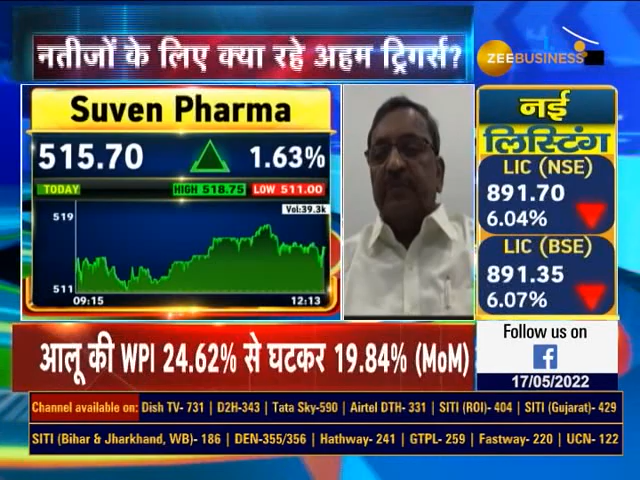 नतीजों के लिए क्या रहे अहम ट्रिगर्स?
ZEEBUSINESS
Suven Pharma
515.70 1.63%
TODAY HIGH 518.75 LOW 511.00
Vol:39.3k
519
511
09:15 12:13
नई
लिस्टिंग
LIC (NSE)
891.70
6.04%
LIC (BSE)
891.35
6.07%
आलू की WPI 24.62% से घटकर 19.84% (MoM)
Follow us on
17/05/2022
Channel available on: Dish TV- 731 | D2H-343 | Tata Sky-590 | Airtel DTH- 331 | SITI (ROI)- 404 | SITI (Gujarat)- 429
SITI (Bihar & Jharkhand, WB)- 186 | DEN-355/356 | Hathway- 241 | GTPL- 259 | Fastway- 220 | UCN- 122